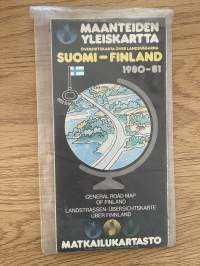 MAANTEIDEN
YLEISKARTTA
ÖVERSIKTSKARTA ÖVER LANDSVÄGARNA
SUOMI-FINLAND
1980-81
GENERAL ROAD MAP
OF FINLAND
LANDSTRASSEN-ÜBERSICHTSKARTE
ÜBER FINNLAND
MATKAILUKARTASTO